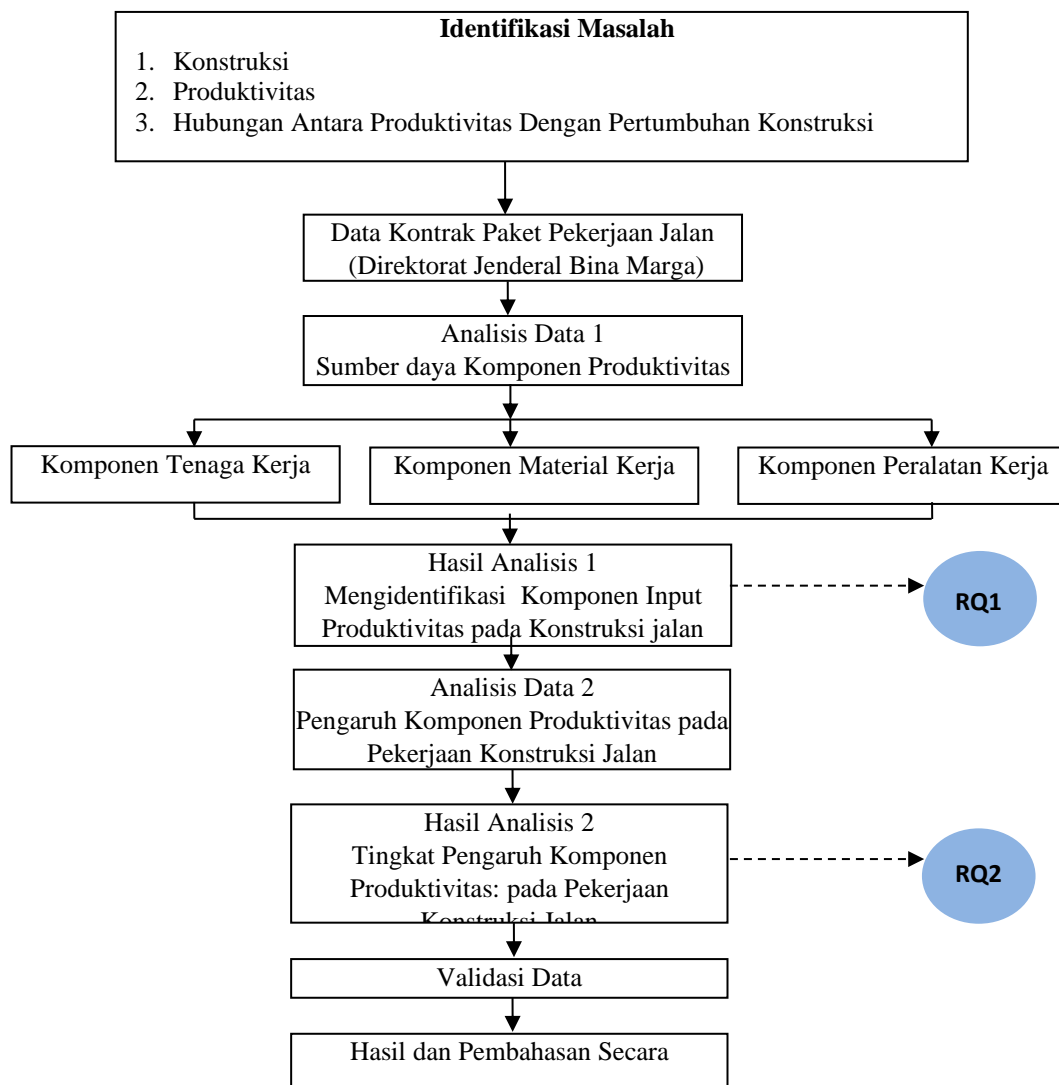 Identifikasi Masalah
1. Konstruksi
2. Produktivitas
3. Hubungan Antara Produktivitas Dengan Pertumbuhan Konstruksi
Data Kontrak Paket Pekerjaan Jalan
(Direktorat Jenderal Bina Marga)
Analisis Data 1
Sumber daya Komponen Produktivitas
Komponen Tenaga Kerja
Komponen Material Kerja
Komponen Peralatan Kerja
Hasil Analisis 1
Mengidentifikasi Komponen Input
Produktivitas pada Konstruksi jalan
RQ1
Analisis Data 2
Pengaruh Komponen Produktivitas pada
Pekerjaan Konstruksi Jalan
Hasil Analisis 2
Tingkat Pengaruh Komponen
Produktivitas: pada Pekerjaan
Konstruksi Jalan
RQ2
Validasi Data
Hasil dan Pembahasan Secara